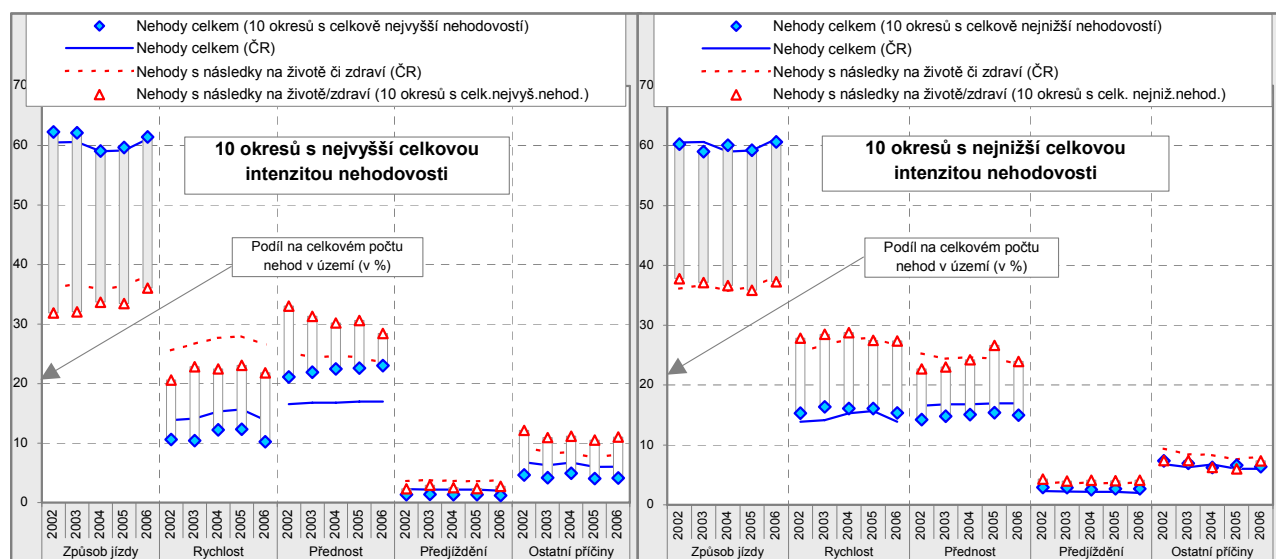 Nehody celkem (10 okresů s celkově nejvyšší nehodovostí)
Nehody celkem (ČR)
Nehody s následky na životě či zdraví (ČR)
Nehody s následky na životě/zdraví (10 okresů s celk.nejvyš.nehod.)
10 okresů s nejvyšší celkovou
intenzitou nehodovosti
Podíl na celkovém počtu
nehod v území (v %)
70
60
50
40
30
20
10
0
2002 2003 2004 2005 2006 2002 2003 2004 2005 2006 2002 2003 2004 2005 2006 2002 2003 2004 2005 2006 2002 2003 2004 2005 2006
Způsob jízdy Rychlost Přednost Předjíždění Ostatní příčiny
Nehody celkem (10 okresů s celkově nejnižší nehodovostí)
Nehody celkem (ČR)
Nehody s následky na životě či zdraví (ČR)
Nehody s následky na životě/zdraví (10 okresů s celk. nejniž.nehod.)
10 okresů s nejnižší celkovou
intenzitou nehodovosti
Podíl na celkovém počtu
nehod v území (v %)
70
60
50
40
30
20
10
0
2002 2003 2004 2005 2006 2002 2003 2004 2005 2006 2002 2003 2004 2005 2006 2002 2003 2004 2005 2006 2002 2003 2004 2005 2006
Způsob jízdy Rychlost Přednost Předjíždění Ostatní příčiny